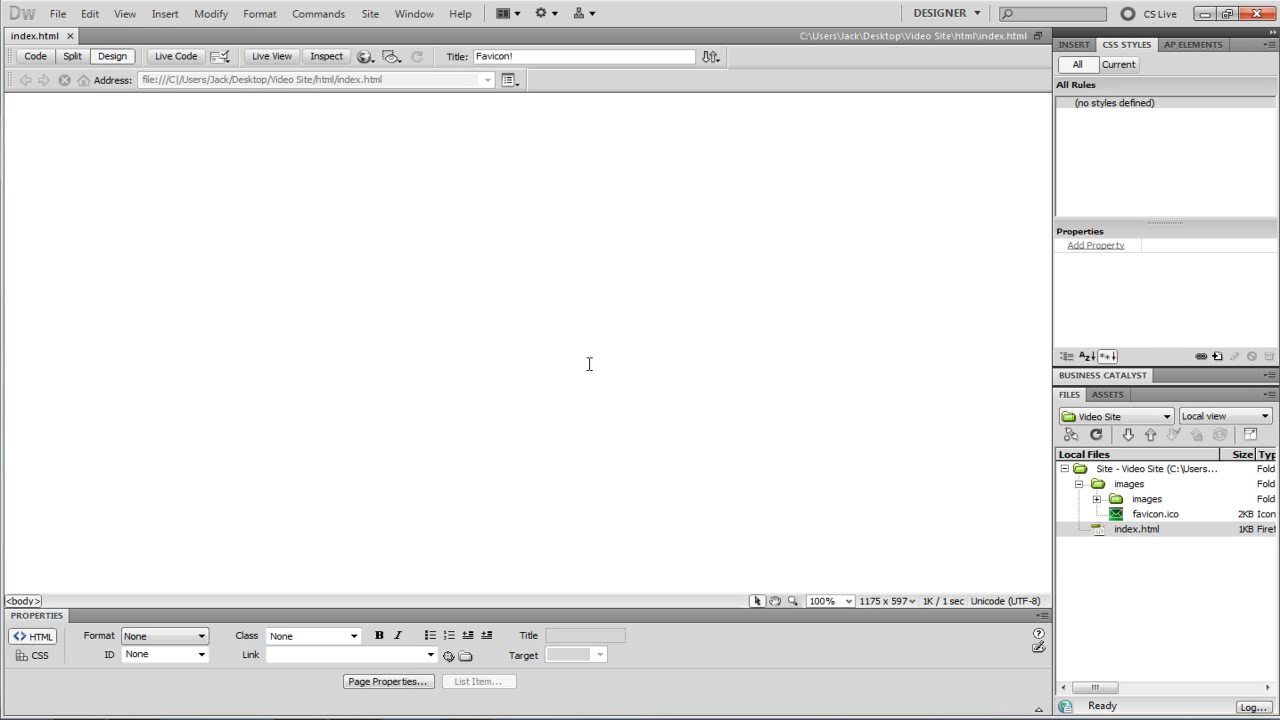 Dw File Edit View Insert Modify Format Commands Site Window Help DESIGNER CS Live
index.html C:\Users\Jack\Desktop\Video Site\html\index.html
Code Split Design Live Code Live View Inspect Title: Favicon!
Address: file:///C|/Users/Jack/Desktop/Video Site/html/index.html
INSERT CSS STYLES AP ELEMENTS
All Current
All Rules
(no styles defined)
Properties
Add Property
BUSINESS CATALYST
FILES ASSETS
Video Site Local view
Local Files Size Typ
Site - Video Site (C:\Users... Fold
images Fold
images Fold
favicon.ico 2KB Icon
index.html 1KB Firef
<body> 100% 1175 x 597 1K / 1 sec Unicode (UTF-8)
PROPERTIES
HTML Format None Class None B I Title
CSS ID None Link Target
Page Properties... List Item...
Ready Log...